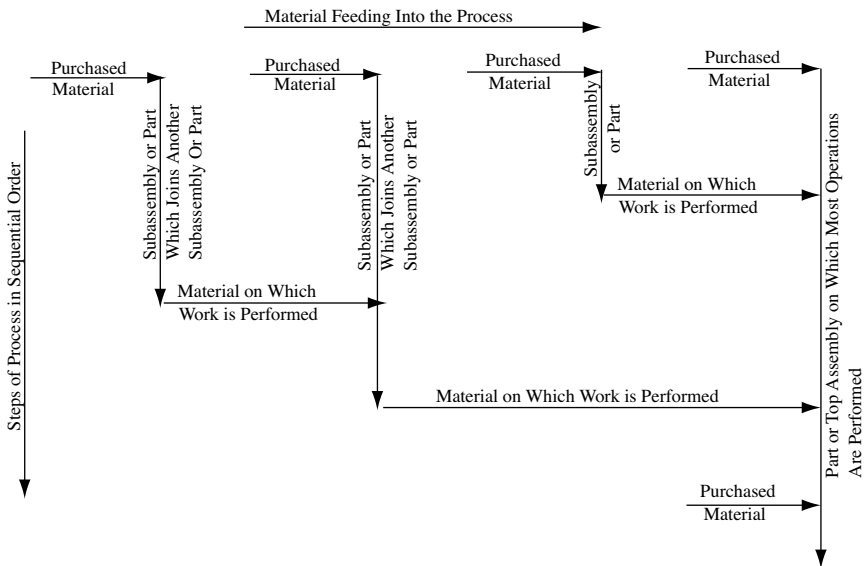 Material Feeding Into the Process
Purchased
Material
Purchased
Material
Purchased
Material
Purchased
Material
Steps of Process in Sequential Order
Subassembly or Part
Which Joins Another
Subassembly Or Part
Subassembly or Part
Which Joins Another
Subassembly or Part
Subassembly
or Part
Material on Which
Work is Performed
Part or Top Assembly on Which Most Operations
Are Performed
Material on Which
Work is Performed
Material on Which Work is Performed
Purchased
Material